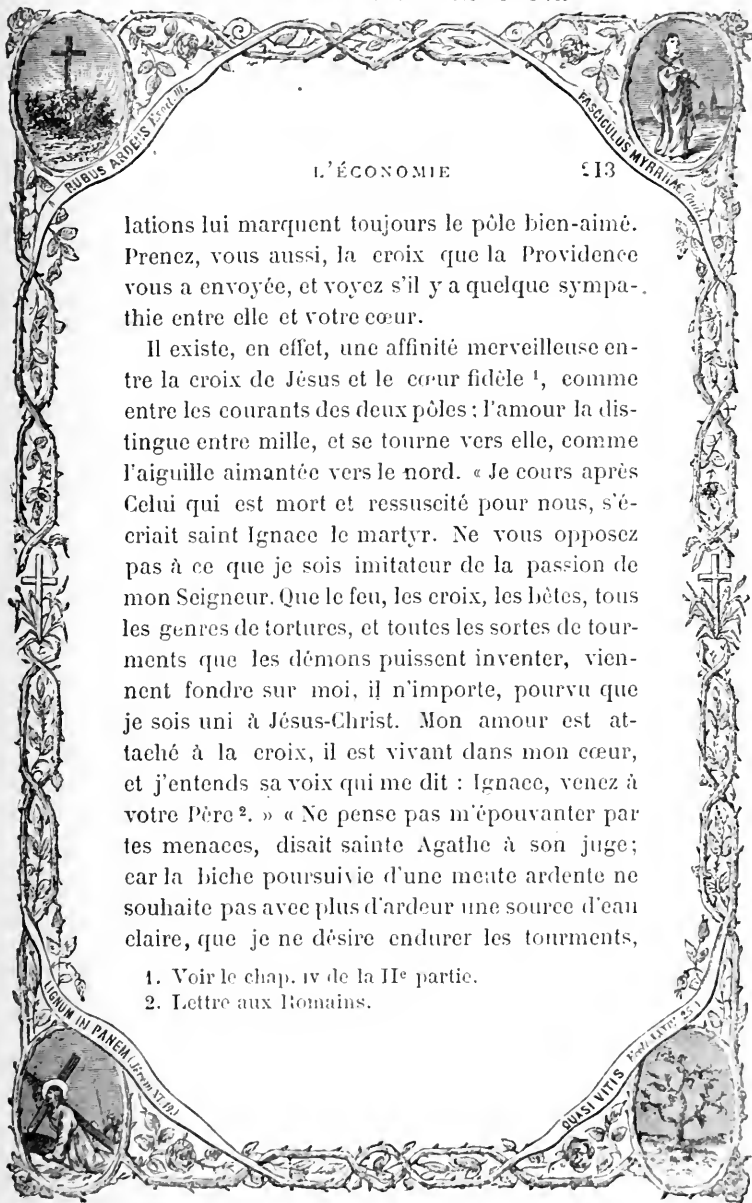 RUBUS ARDENS Exod. III.
FASCICULUS MYRRHAE
L'ÉCONOMIE 213
lations lui marquent toujours le pôle bien-aimé.
Prenez, vous aussi, la croix que la Providence
vous a envoyée, et voyez s'il y a quelque sympa-
thie entre elle et votre cœur.
Il existe, en effet, une affinité merveilleuse en-
tre la croix de Jésus et le cœur fidèle ¹, comme
entre les courants des deux pôles : l'amour la dis-
tingue entre mille, et se tourne vers elle, comme
l'aiguille aimantée vers le nord. « Je cours après
Celui qui est mort et ressuscité pour nous, s'é-
criait saint Ignace le martyr. Ne vous opposez
pas à ce que je sois imitateur de la passion de
mon Seigneur. Que le feu, les croix, les bêtes, tous
les genres de tortures, et toutes les sortes de tour-
ments que les démons puissent inventer, vien-
nent fondre sur moi, il n'importe, pourvu que
je sois uni à Jésus-Christ. Mon amour est at-
taché à la croix, il est vivant dans mon cœur,
et j'entends sa voix qui me dit : Ignace, venez à
votre Père ². » « Ne pense pas m'épouvanter par
tes menaces, disait sainte Agathe à son juge;
car la biche poursuivie d'une meute ardente ne
souhaite pas avec plus d'ardeur une source d'eau
claire, que je ne désire endurer les tourments,
1. Voir le chap. IV de la IIe partie.
2. Lettre aux Romains.
LIGNUM IN PANEM (Jérem XI. 19.)
QUASI VITIS